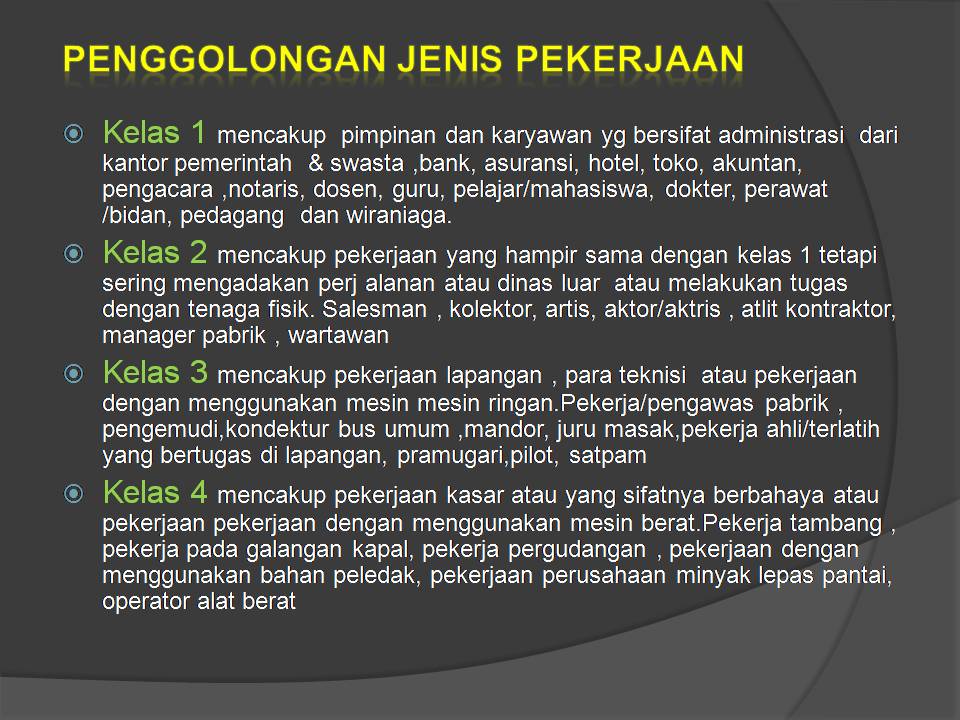 PENGGOLONGAN JENIS PEKERJAAN
Kelas 1 mencakup pimpinan dan karyawan yg bersifat administrasi dari
kantor pemerintah & swasta ,bank, asuransi, hotel, toko, akuntan,
pengacara ,notaris, dosen, guru, pelajar/mahasiswa, dokter, perawat
/bidan, pedagang dan wiraniaga.
Kelas 2 mencakup pekerjaan yang hampir sama dengan kelas 1 tetapi
sering mengadakan perj alanan atau dinas luar atau melakukan tugas
dengan tenaga fisik. Salesman , kolektor, artis, aktor/aktris , atlit kontraktor,
manager pabrik , wartawan
Kelas 3 mencakup pekerjaan lapangan , para teknisi atau pekerjaan
dengan menggunakan mesin mesin ringan.Pekerja/pengawas pabrik ,
pengemudi,kondektur bus umum ,mandor, juru masak,pekerja ahli/terlatih
yang bertugas di lapangan, pramugari,pilot, satpam
Kelas 4 mencakup pekerjaan kasar atau yang sifatnya berbahaya atau
pekerjaan pekerjaan dengan menggunakan mesin berat.Pekerja tambang ,
pekerja pada galangan kapal, pekerja pergudangan , pekerjaan dengan
menggunakan bahan peledak, pekerjaan perusahaan minyak lepas pantai,
operator alat berat